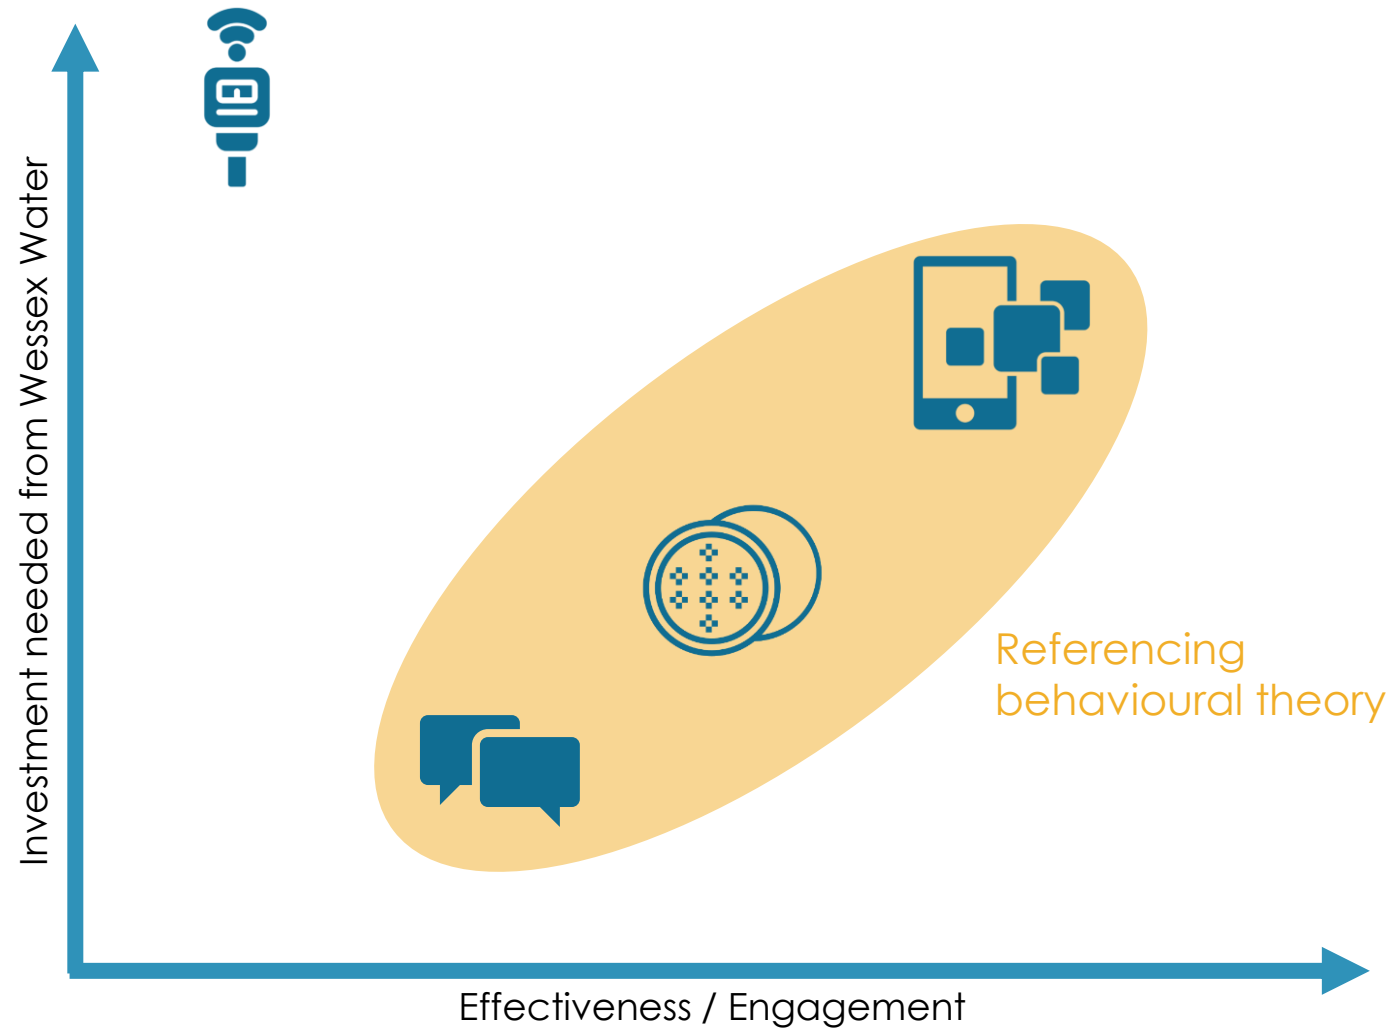 Investment needed from Wessex Water
Referencing
behavioural theory
Effectiveness / Engagement